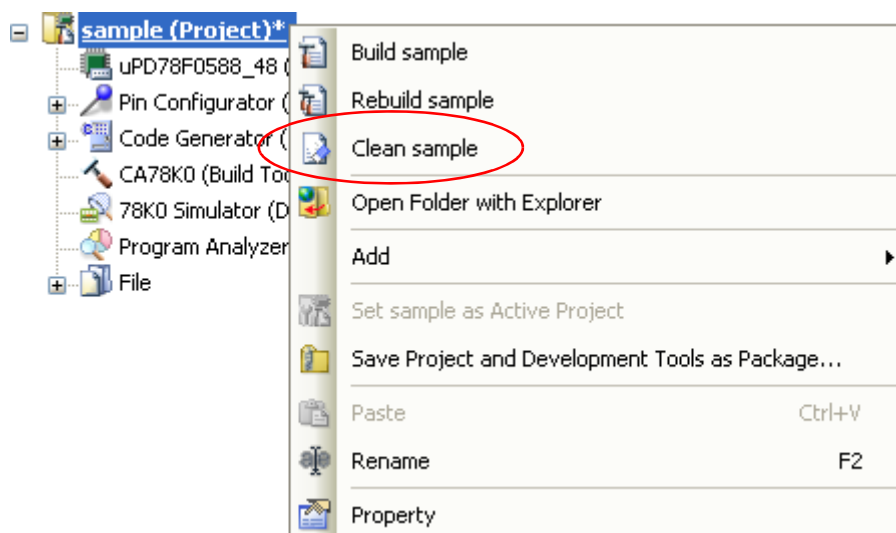 sample (Project)*
uPD78F0588_48 (
Pin Configurator (
Code Generator (
CA78K0 (Build Too
78K0 Simulator (D
Program Analyzer
File
Build sample
Rebuild sample
Clean sample
Open Folder with Explorer
Add
Set sample as Active Project
Save Project and Development Tools as Package...
Paste Ctrl+V
Rename F2
Property